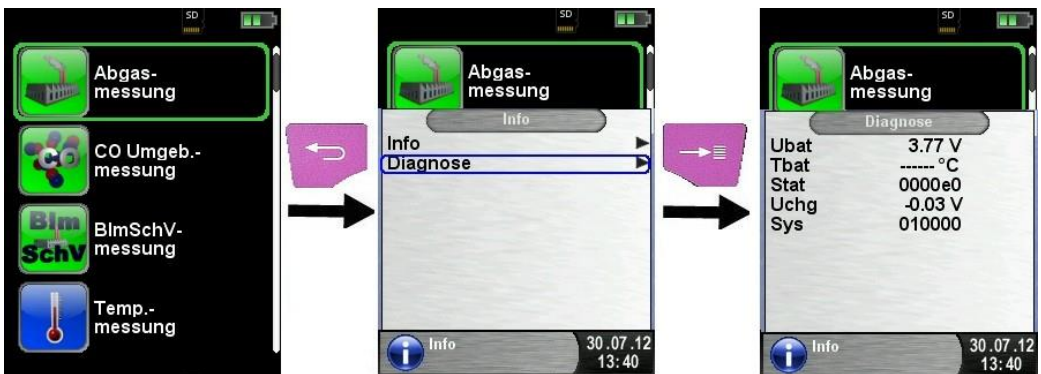 SD
Abgas-
messung
CO Umgeb.-
messung
BImSchV-
messung
BIm
SchV
Temp.-
messung
SD
Abgas-
messung
Info
Info
Diagnose
Info
30.07.12
13:40
SD
Abgas-
messung
Diagnose
Ubat 3.77 V
Tbat ------ °C
Stat 0000e0
Uchg -0.03 V
Sys 010000
Info
30.07.12
13:40